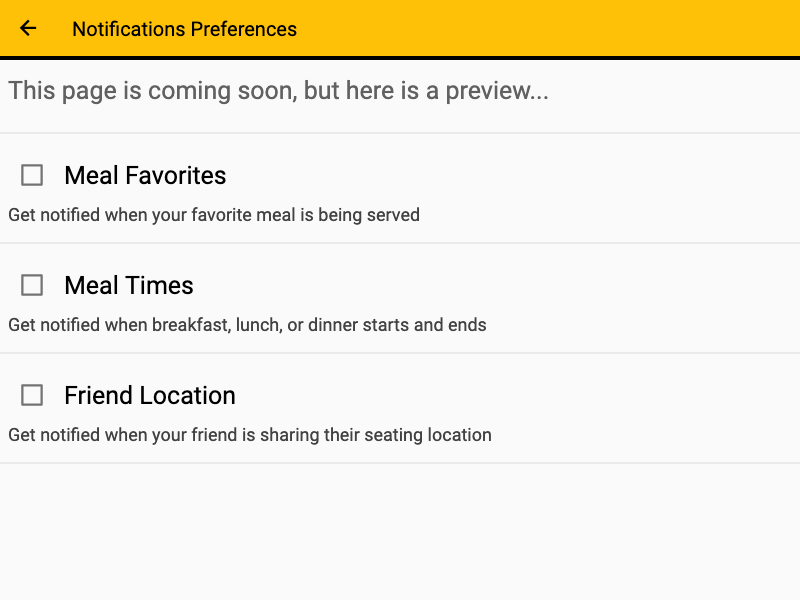 Notifications Preferences
This page is coming soon, but here is a preview...
Meal Favorites
Get notified when your favorite meal is being served
Meal Times
Get notified when breakfast, lunch, or dinner starts and ends
Friend Location
Get notified when your friend is sharing their seating location